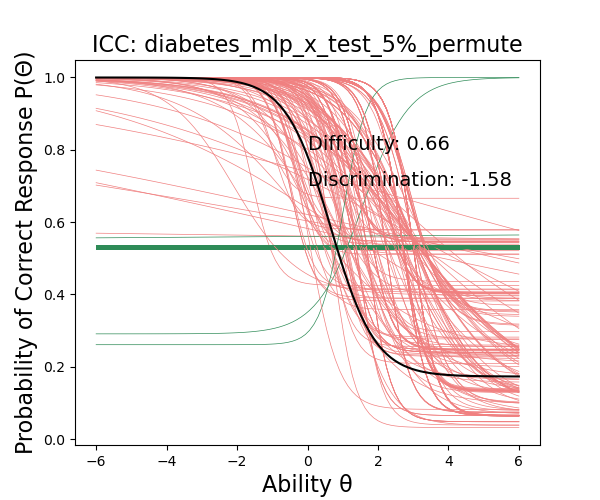 ICC: diabetes_mlp_x_test_5%_permute
Probability of Correct Response P(Θ)
1.0
0.8
0.6
0.4
0.2
0.0
Difficulty: 0.66
Discrimination: -1.58
−6
−4
−2
0
2
4
6
Ability θ